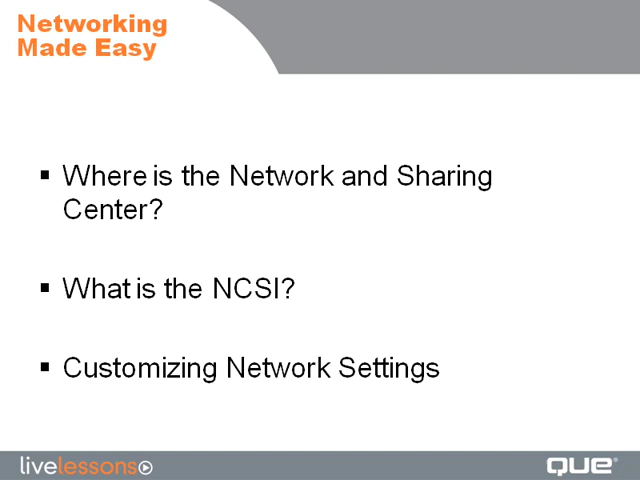 Networking
Made Easy
▪ Where is the Network and Sharing
Center?
▪ What is the NCSI?
▪ Customizing Network Settings
livelessons
QUE®